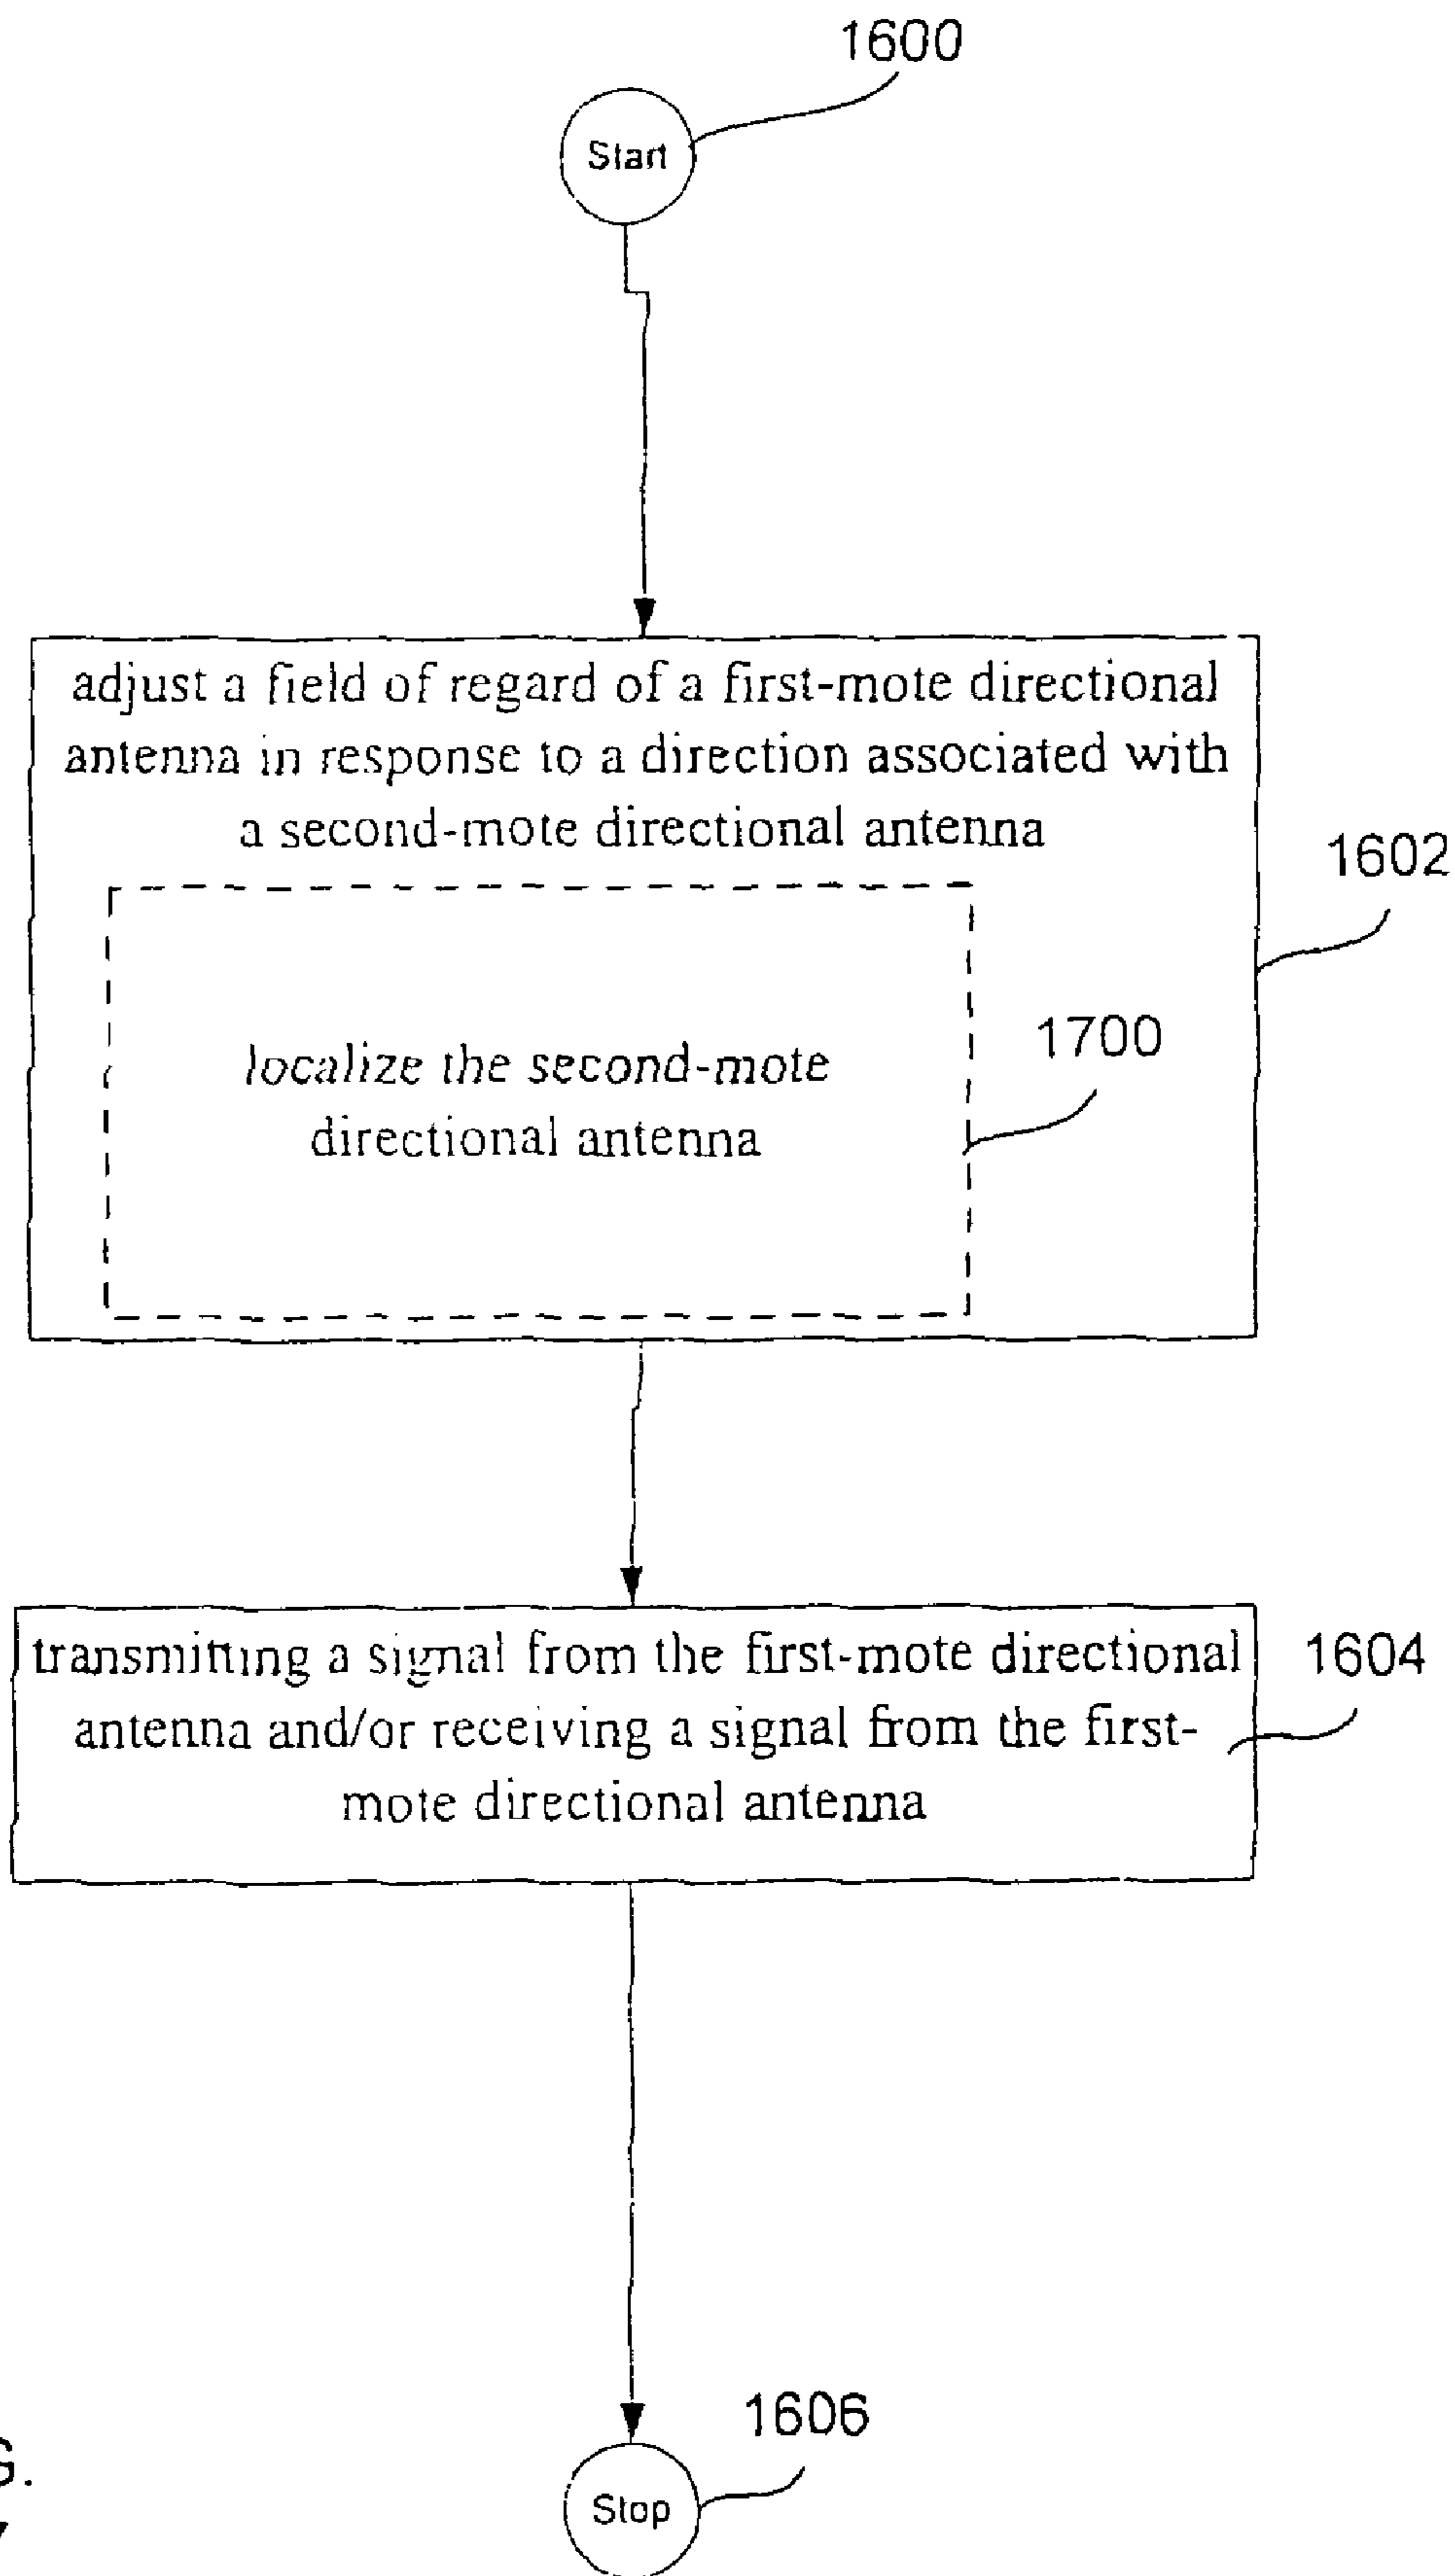 1600
Start
adjust a field of regard of a first-mote directional
antenna in response to a direction associated with
a second-mote directional antenna
1602
1700
localize the second-mote
directional antenna
transmitting a signal from the first-mote directional
antenna and/or receiving a signal from the first-
mote directional antenna
1604
1606
Stop